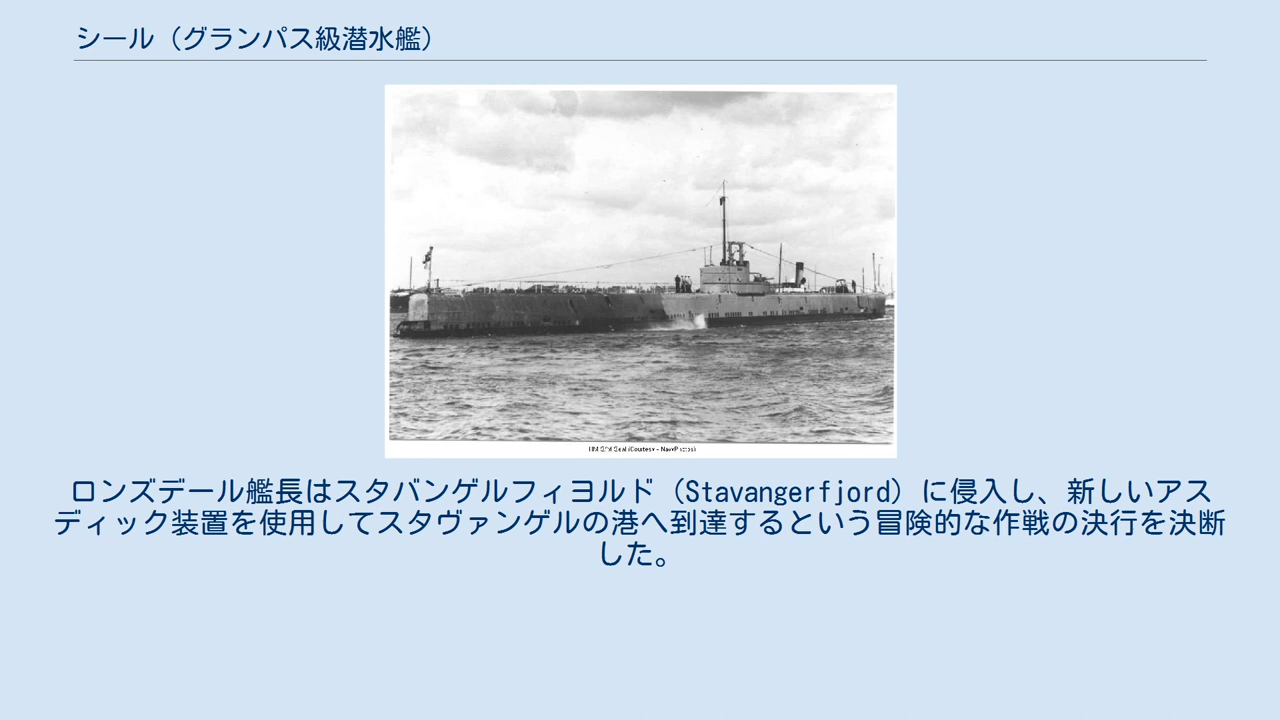 シール（グランパス級潜水艦）
HM S/M Seal (Courtesy - NavyPhotos)
ロンズデール艦長はスタバンゲルフィヨルド（Stavangerfjord）に侵入し、新しいアス
ディック装置を使用してスタヴァンゲルの港へ到達するという冒険的な作戦の決行を決断
した。